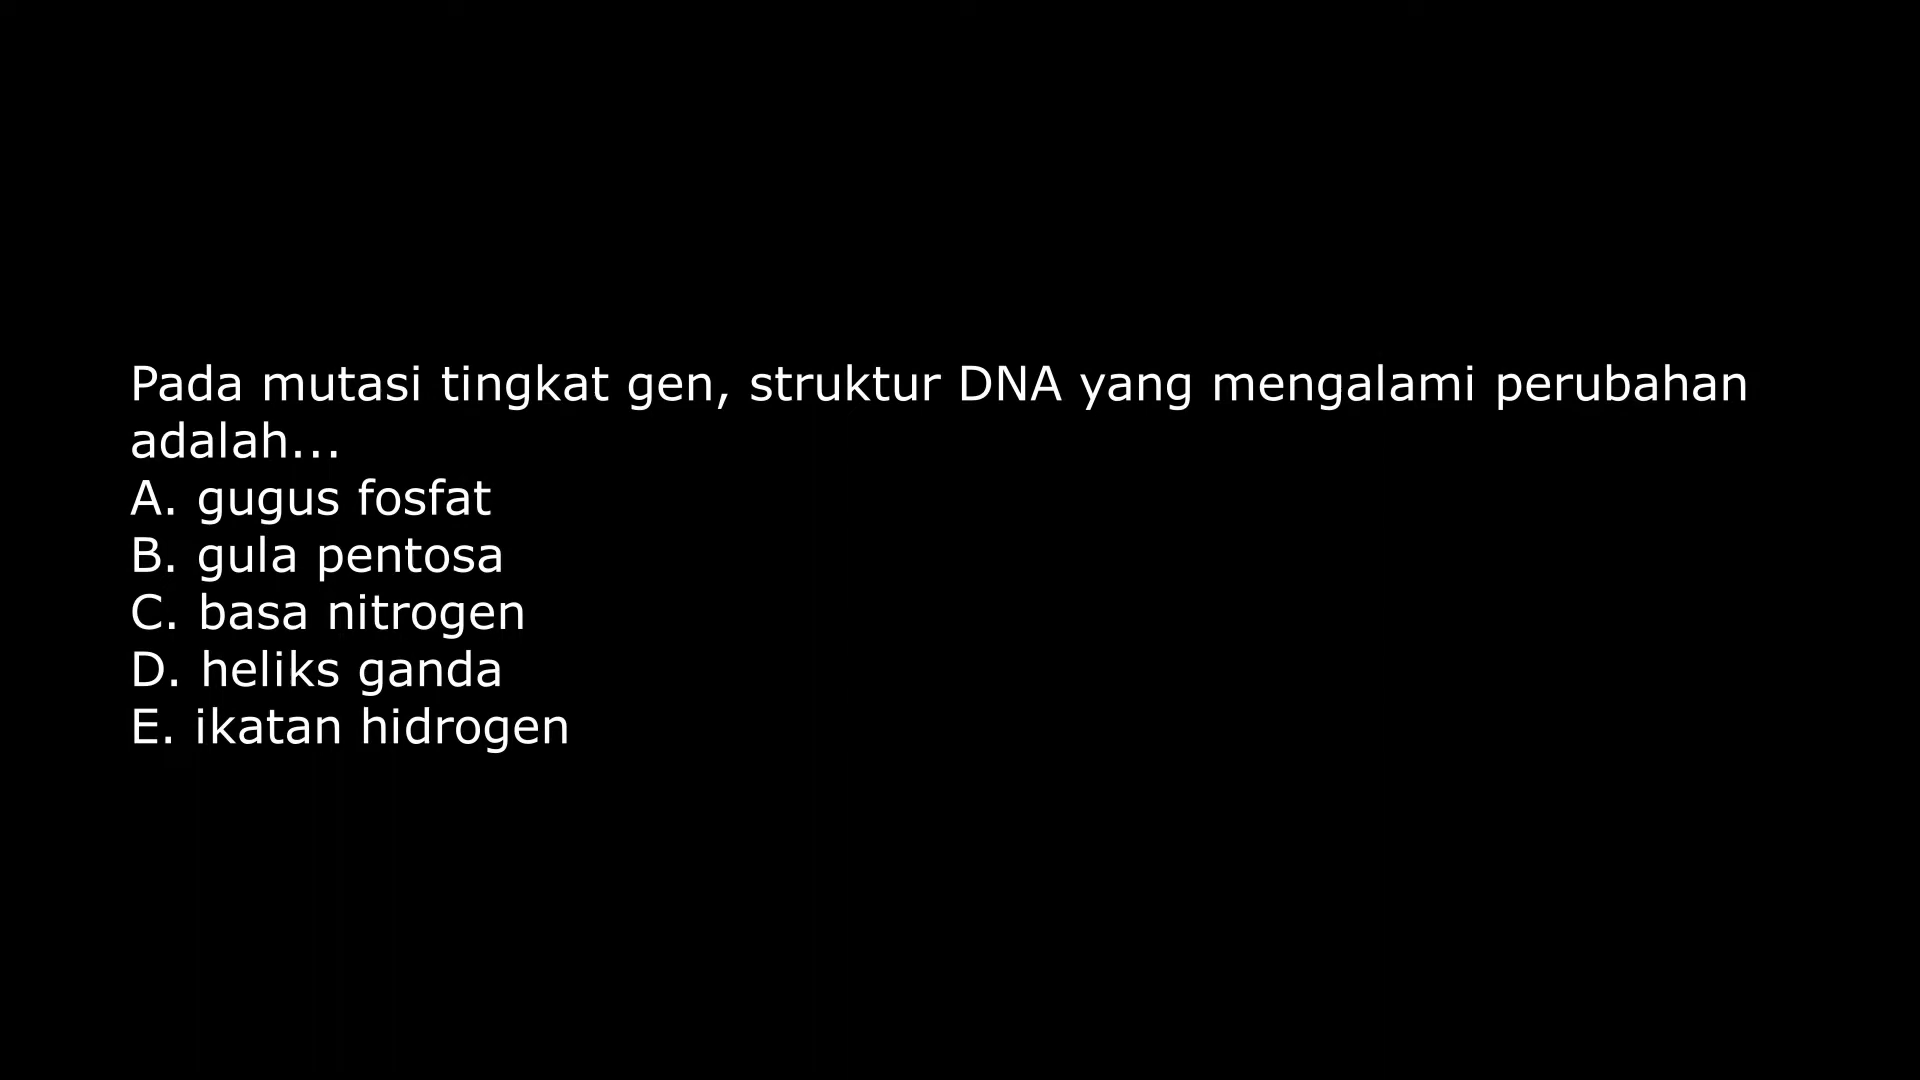 Pada mutasi tingkat gen, struktur DNA yang mengalami perubahan
adalah...
A. gugus fosfat
B. gula pentosa
C. basa nitrogen
D. heliks ganda
E. ikatan hidrogen